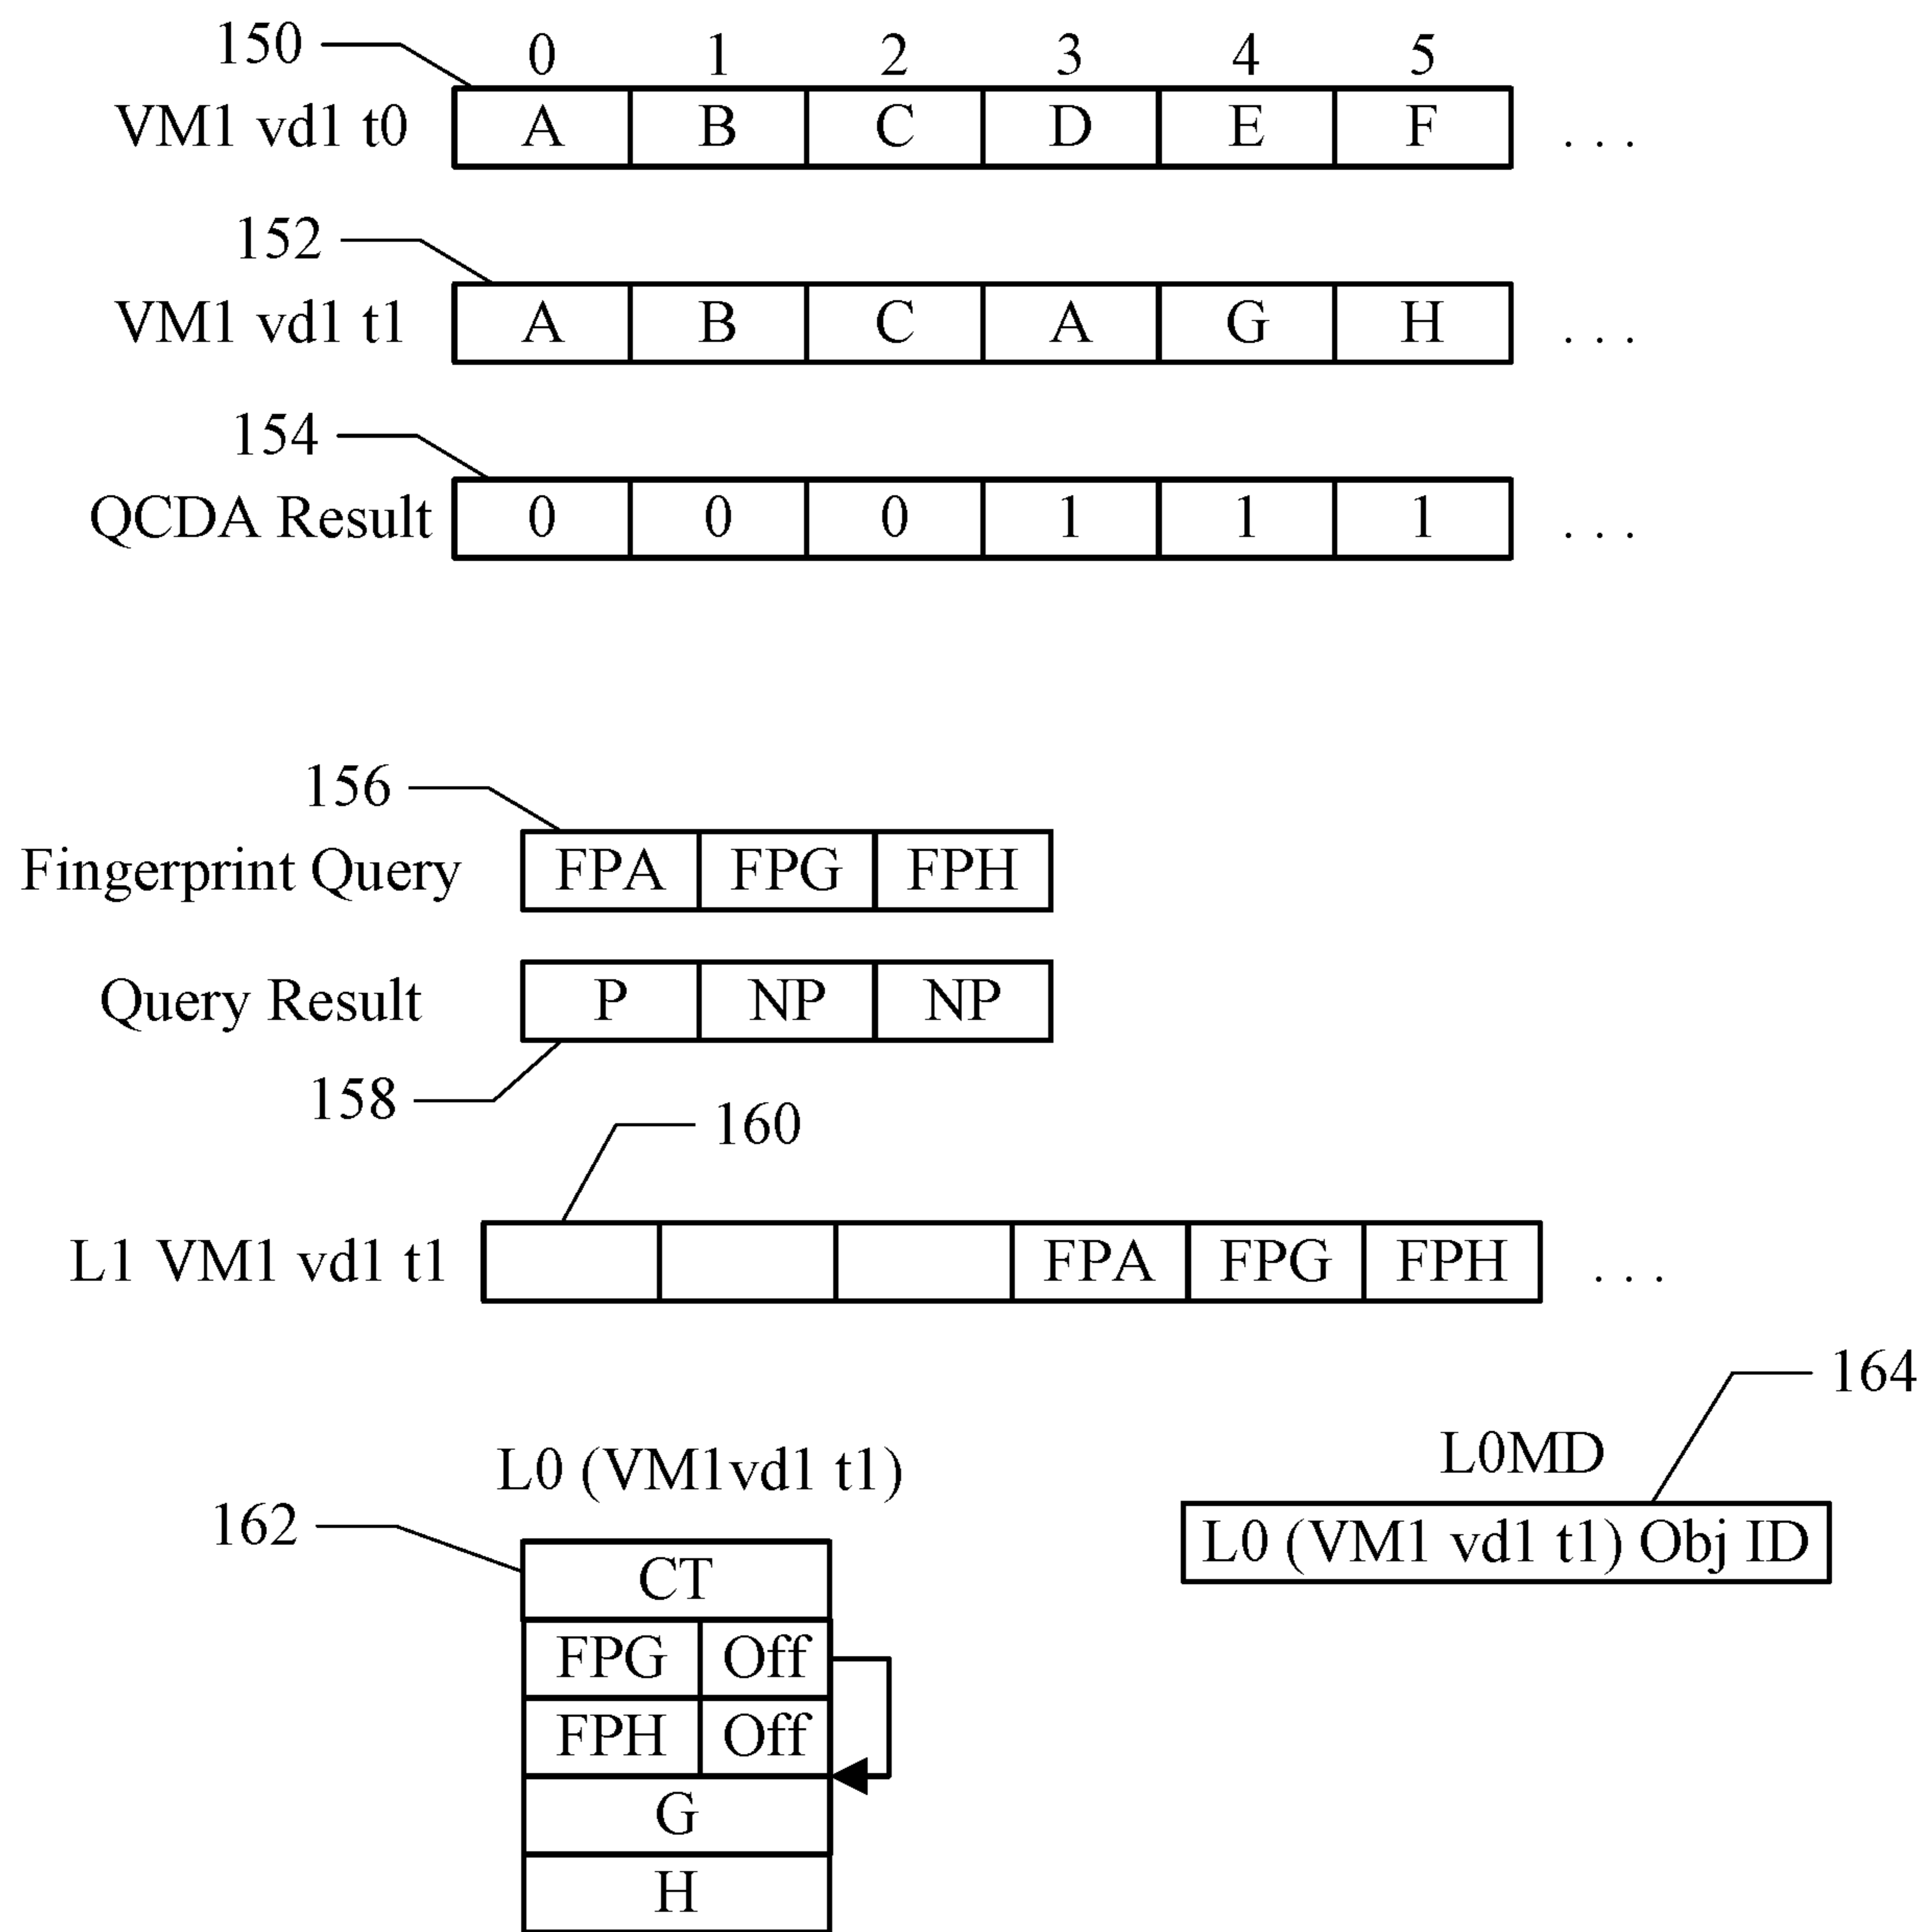 150 0 1 2 3 4 5
VM1 vd1 t0 A B C D E F . . .
152
VM1 vd1 t1 A B C A G H . . .
154
QCDA Result 0 0 0 1 1 1 . . .
156
Fingerprint Query FPA FPG FPH
Query Result P NP NP
158
160
L1 VM1 vd1 t1 FPA FPG FPH . . .
164
L0 (VM1vd1 t1)
L0MD
162
L0 (VM1 vd1 t1) Obj ID
CT
FPG Off
FPH Off
G
H